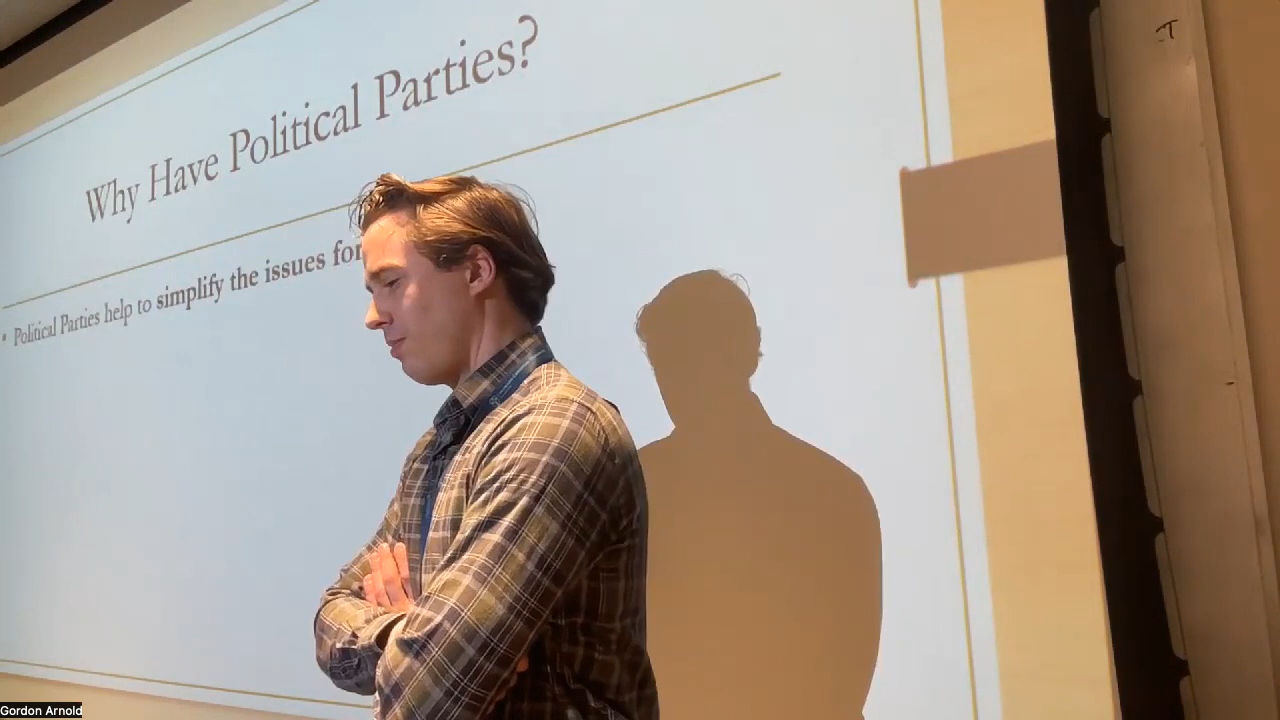 Why Have Political Parties?
• Political Parties help to simplify the issues for
Gordon Arnold